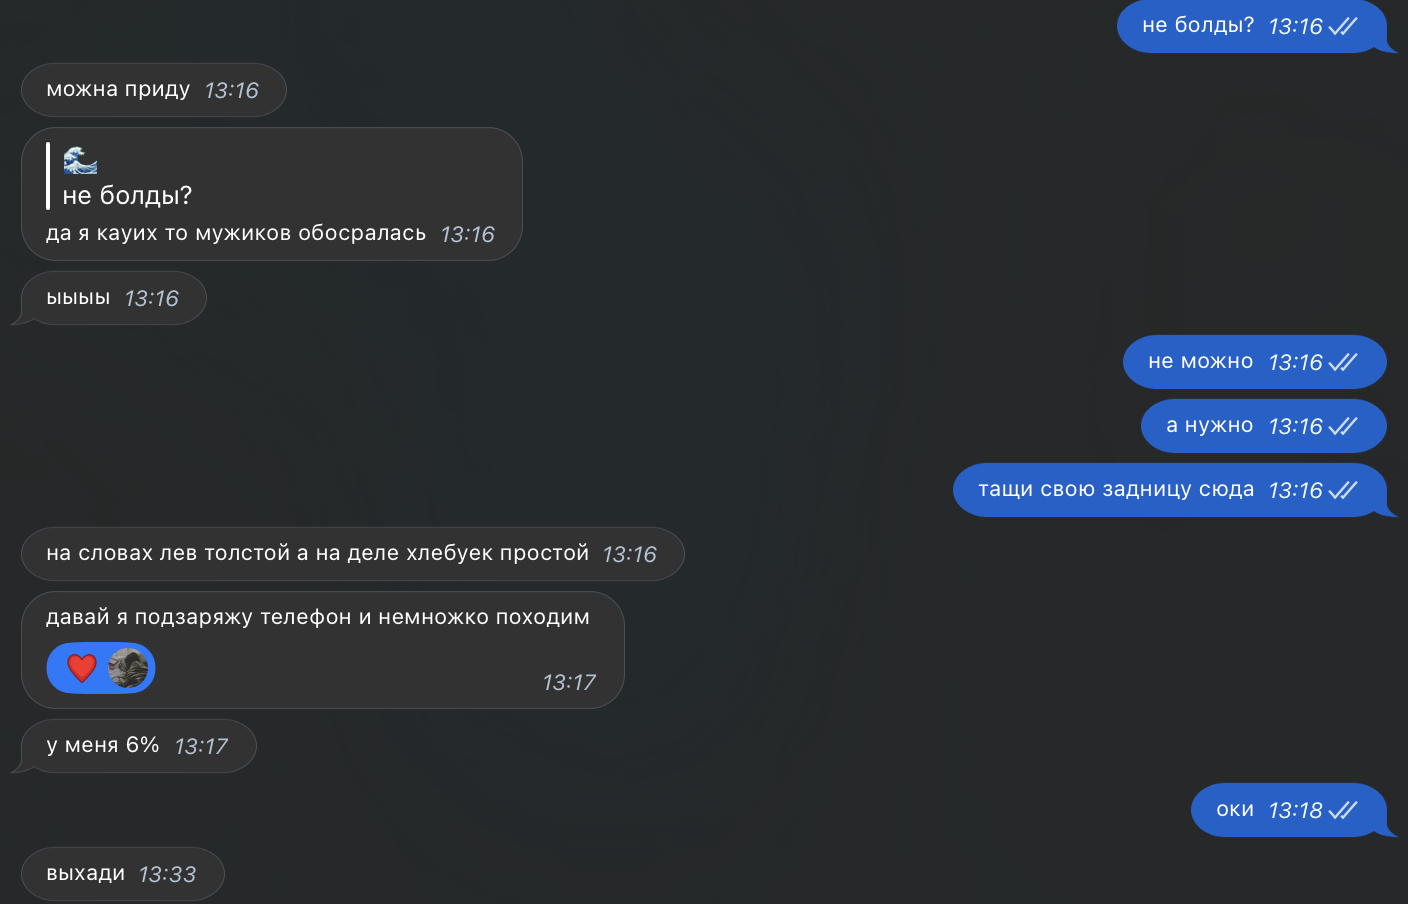 не болды? 13:16
можна приду 13:16
🌊
не болды?
да я кауих то мужиков обосралась 13:16
ыыыы 13:16
не можно 13:16
а нужно 13:16
тащи свою задницу сюда 13:16
на словах лев толстой а на деле хлебуек простой 13:16
давай я подзаряжу телефон и немножко походим
❤️ 13:17
у меня 6% 13:17
оки 13:18
выхади 13:33